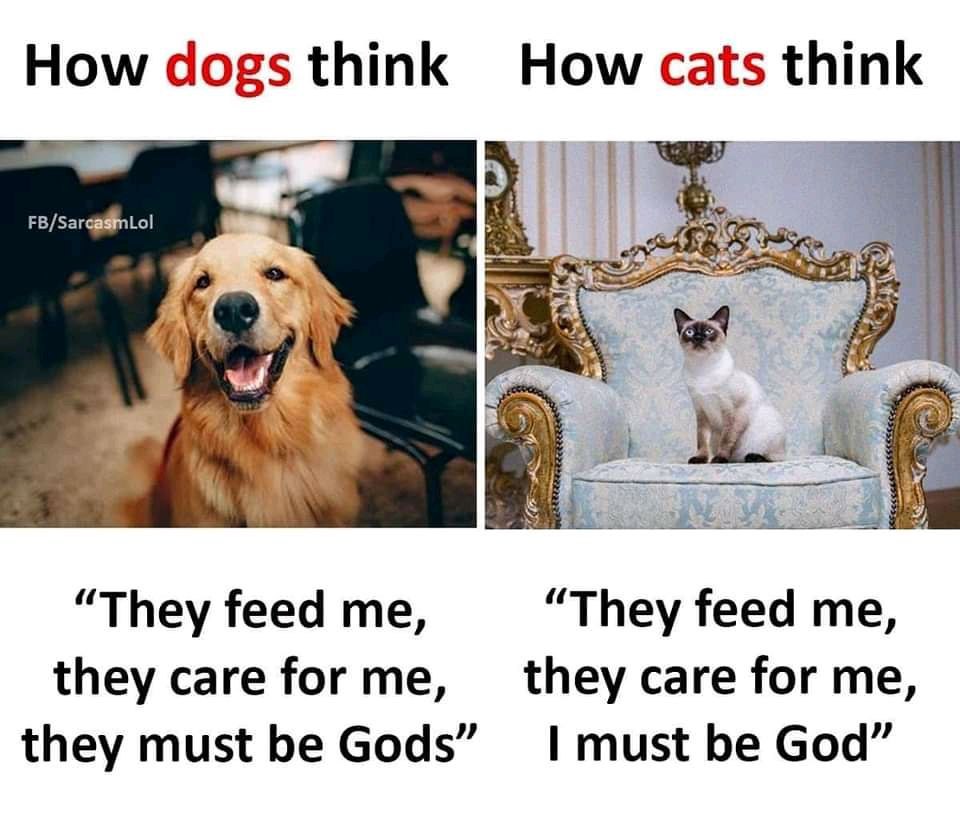 How dogs think
How cats think
FB/SarcasmLol
“They feed me,
they care for me,
they must be Gods”
“They feed me,
they care for me,
I must be God”